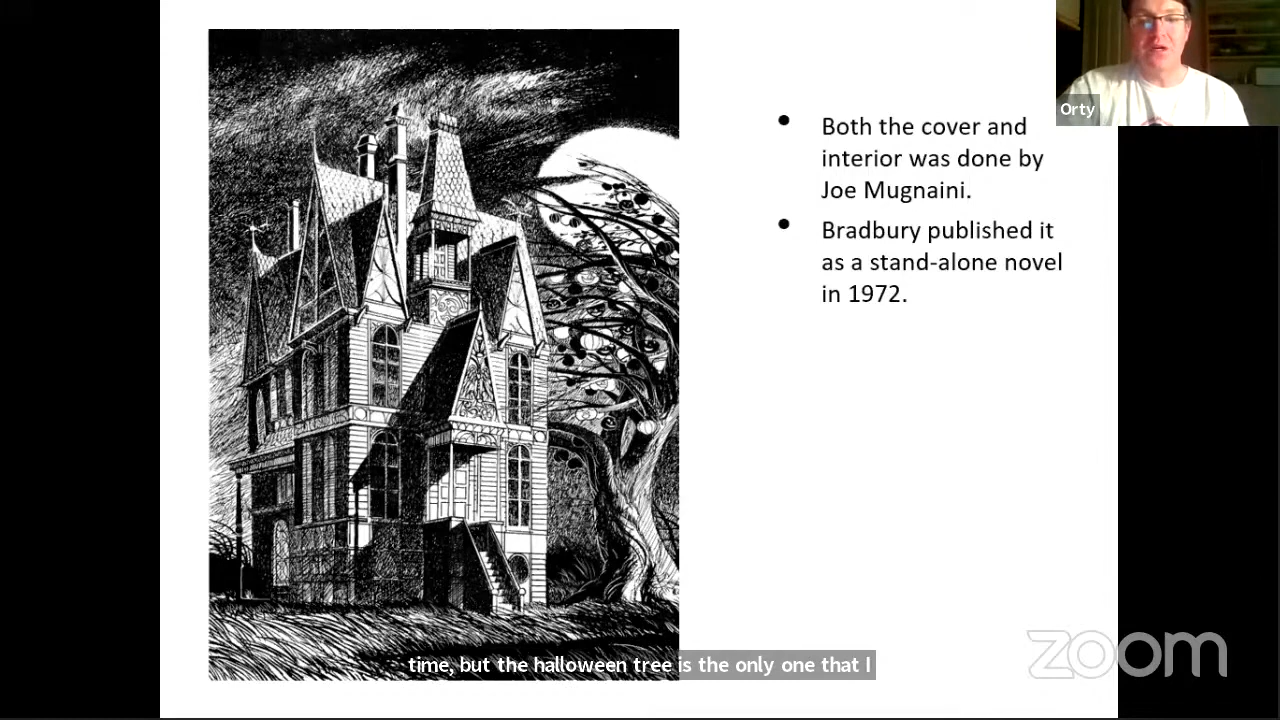 Orty
• Both the cover and
interior was done by
Joe Mugnaini.
• Bradbury published it
as a stand-alone novel
in 1972.
zoom
time, but the halloween tree is the only one that I